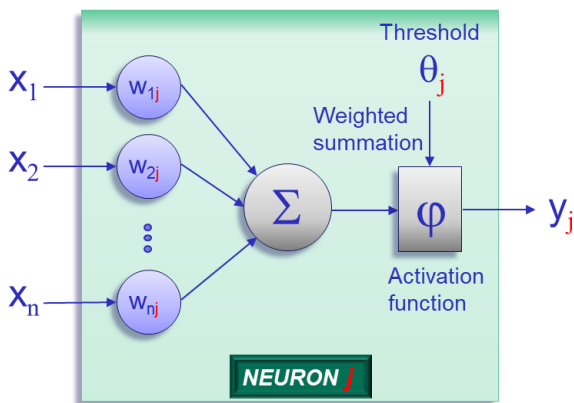 Threshold
θj
x1
w1j
Weighted
summation
x2
w2j
Σ
φ
yj
xn
wnj
Activation
function
NEURON j